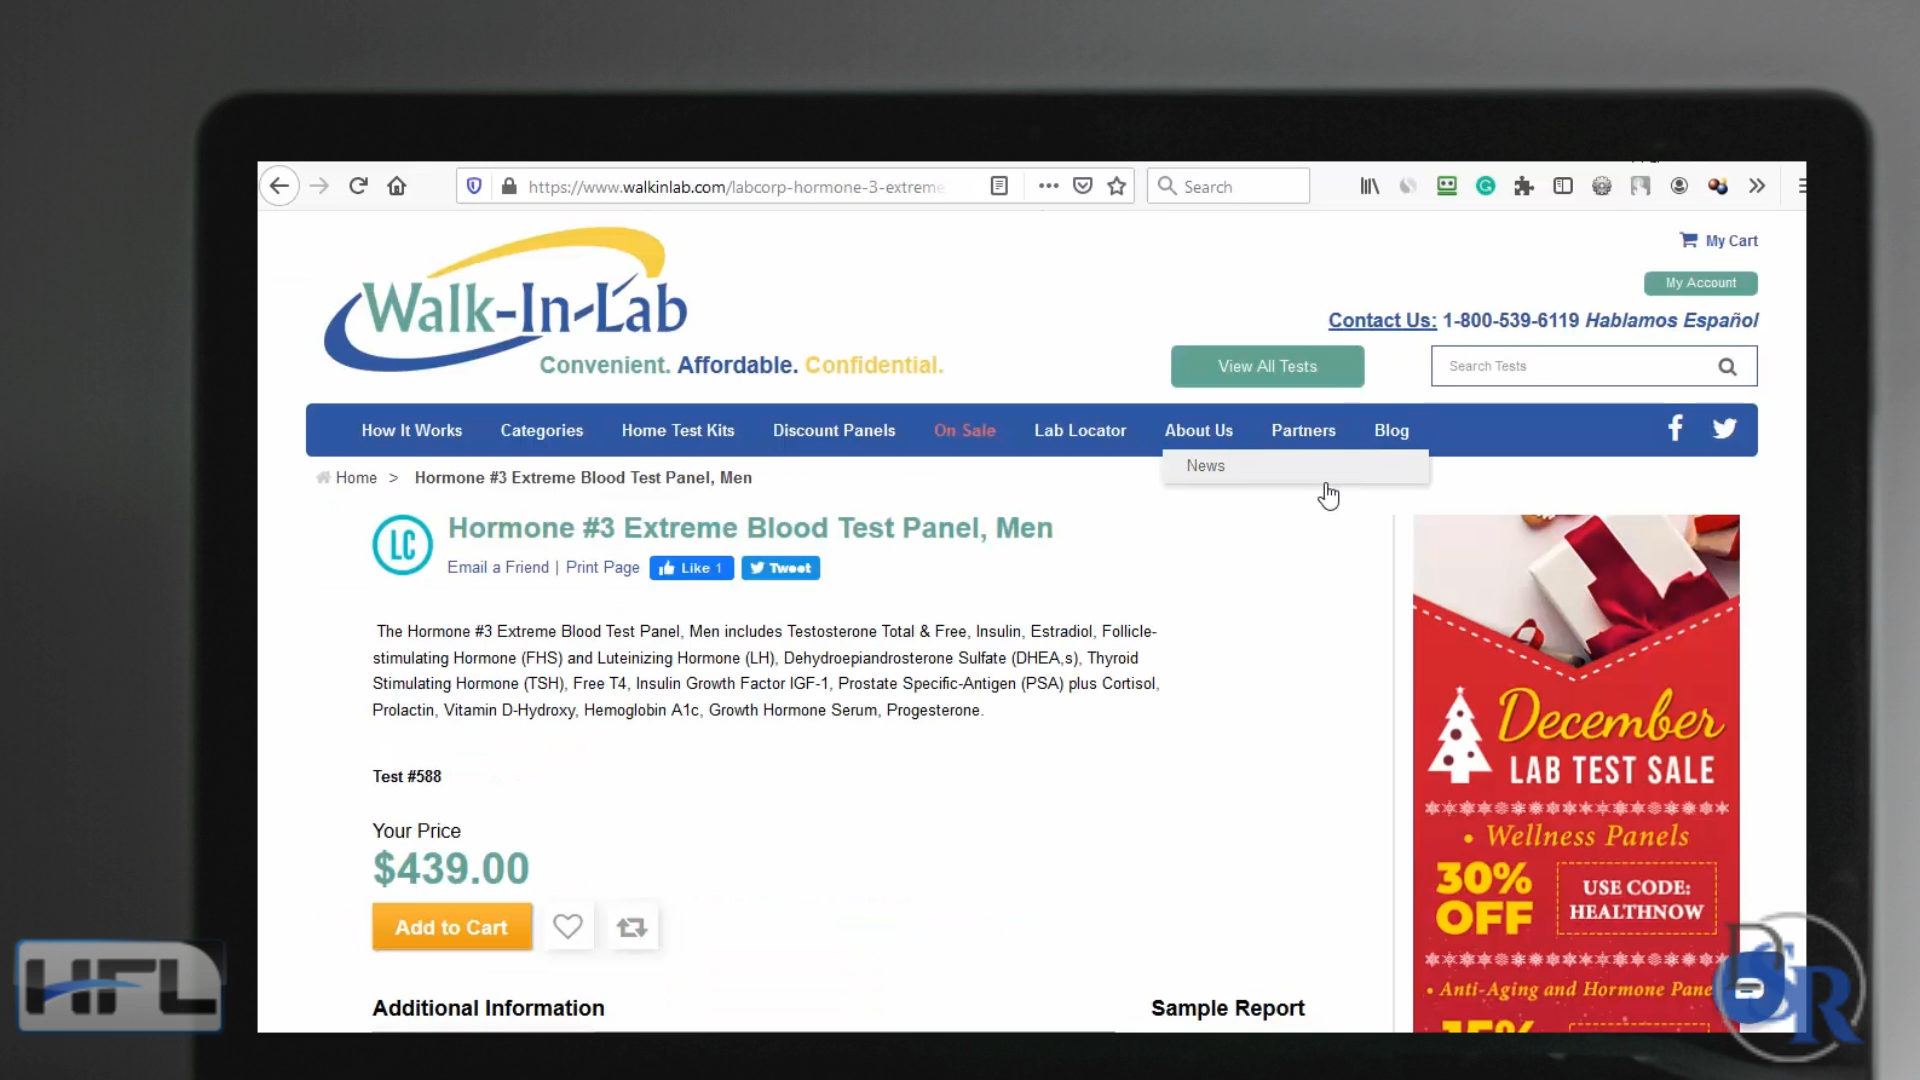 https://www.walkinlab.com/labcorp-hormone-3-extreme
Search
My Cart
My Account
Walk-In-Lab
Contact Us: 1-800-539-6119 Hablamos Español
Convenient. Affordable. Confidential.
View All Tests
Search Tests
How It Works Categories Home Test Kits Discount Panels On Sale Lab Locator About Us Partners Blog
News
Home > Hormone #3 Extreme Blood Test Panel, Men
LC
Hormone #3 Extreme Blood Test Panel, Men
Email a Friend | Print Page Like 1 Tweet
The Hormone #3 Extreme Blood Test Panel, Men includes Testosterone Total & Free, Insulin, Estradiol, Follicle-
stimulating Hormone (FHS) and Luteinizing Hormone (LH), Dehydroepiandrosterone Sulfate (DHEA,s), Thyroid
Stimulating Hormone (TSH), Free T4, Insulin Growth Factor IGF-1, Prostate Specific-Antigen (PSA) plus Cortisol,
Prolactin, Vitamin D-Hydroxy, Hemoglobin A1c, Growth Hormone Serum, Progesterone.
Test #588
Your Price
$439.00
Add to Cart
Additional Information
Sample Report
December
LAB TEST SALE
• Wellness Panels
30%
OFF
USE CODE:
HEALTHNOW
• Anti-Aging and Hormone Pane
15%
HFL
DSR